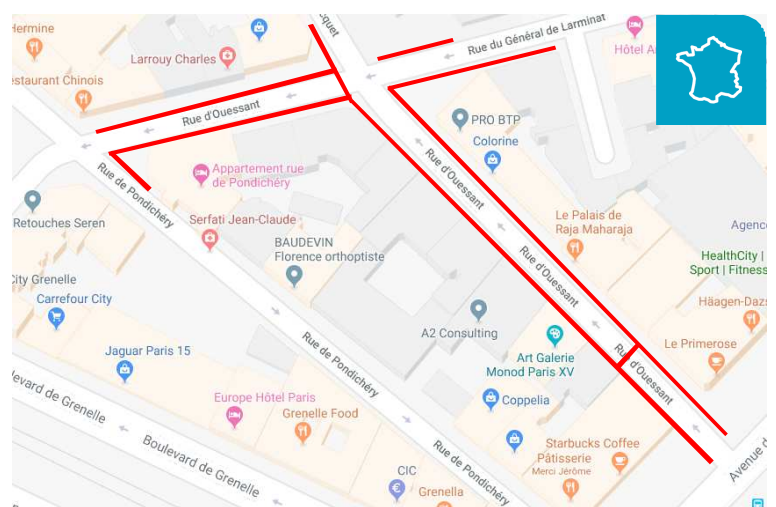 Hermine
cquet
Rue du Général de Larminat
Larrouy Charles
Hôtel A
staurant Chinois
Rue d'Ouessant
PRO BTP
Colorine
Rue d'Ouessant
Rue de Pondichéry
Appartement rue
de Pondichéry
Retouches Seren
Serfati Jean-Claude
Le Palais de
Raja Maharaja
Agenc
BAUDEVIN
Florence orthoptiste
HealthCity |
Sport | Fitness
Rue d'Ouessant
City Grenelle
Carrefour City
Häagen-Dazs
A2 Consulting
Rue de Pondichéry
Le Primerose
Jaguar Paris 15
Art Galerie
Monod Paris XV
Rue d'Ouessant
levard de Grenelle
Europe Hôtel Paris
Coppelia
Grenelle Food
Boulevard de Grenelle
Rue de Pondichéry
Starbucks Coffee
Pâtisserie
Merci Jérôme
Avenue d
CIC
Grenella